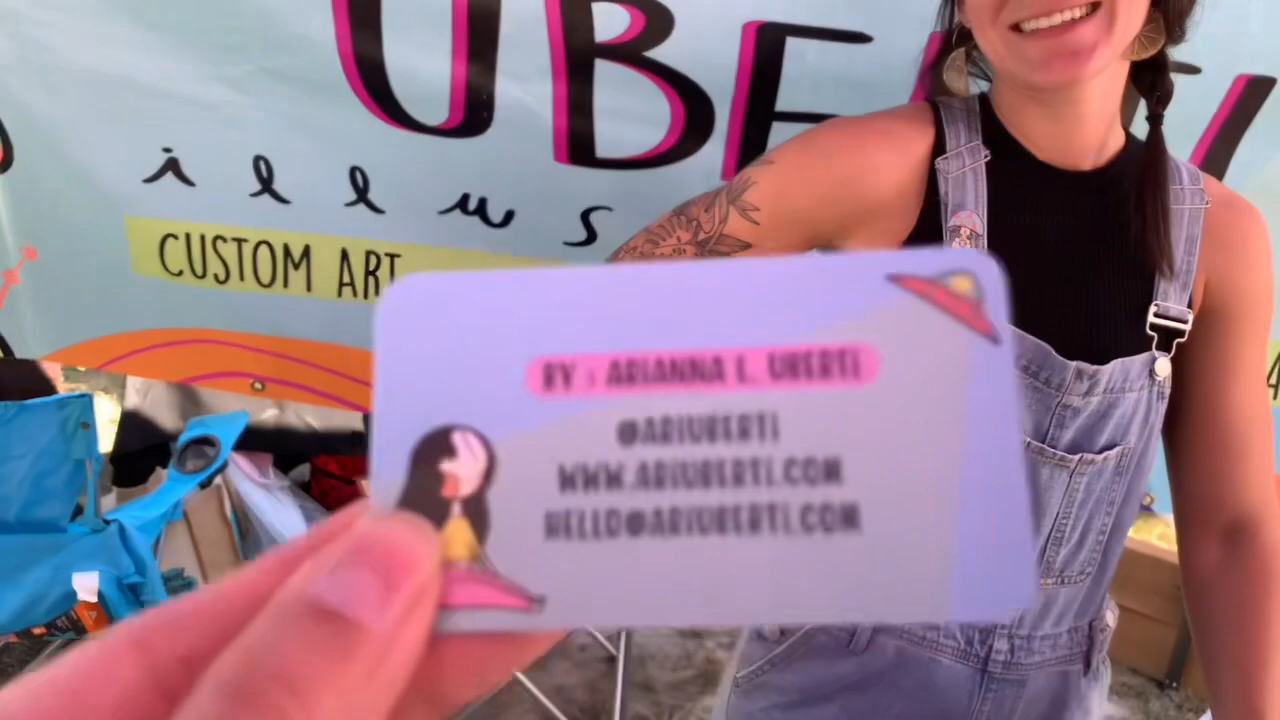 UBE
illus
CUSTOM ART
BY: ARIANNA L. UBERTI
@ARIUBERTI
WWW.ARIUBERTI.COM
HELLO@ARIUBERTI.COM